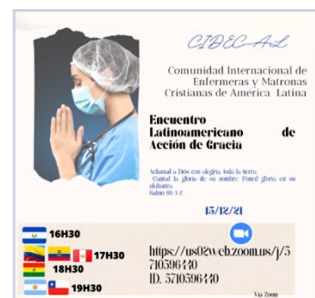 CIDEC-AL
Comunidad Internacional de
Enfermeras y Matronas
Cristianas de América Latina
Encuentro
Latinoamericano de
Acción de Gracia
Aclamad a Dios con alegría, toda la tierra.
Cantad la gloria de su nombre; Poned gloria en su
alabanza.
Salmo 66 1-2
15/12/21
16H30
17H30
18H30
19H30
https://us02web.zoom.us/j/5
710596440
ID. 5710596440
Vía Zoom